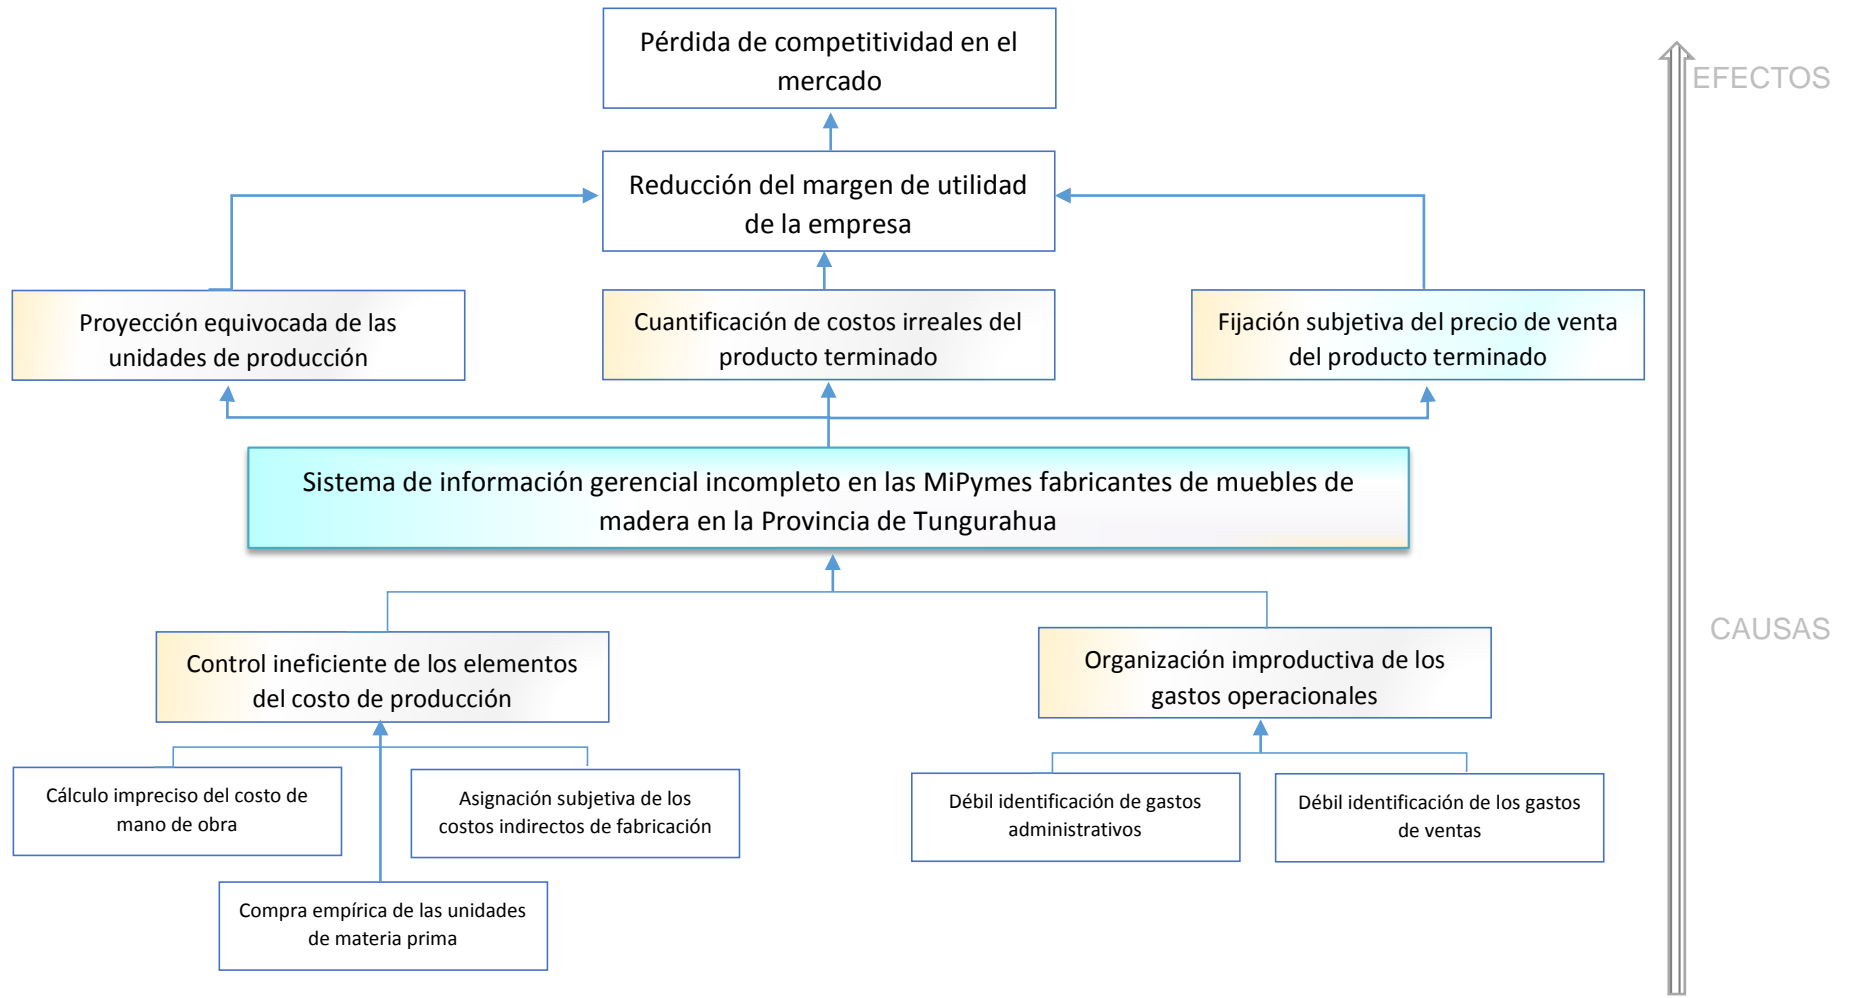 Pérdida de competitividad en el
mercado
EFECTOS
Reducción del margen de utilidad
de la empresa
Proyección equivocada de las
unidades de producción
Cuantificación de costos irreales del
producto terminado
Fijación subjetiva del precio de venta
del producto terminado
Sistema de información gerencial incompleto en las MiPymes fabricantes de muebles de
madera en la Provincia de Tungurahua
CAUSAS
Control ineficiente de los elementos
del costo de producción
Organización improductiva de los
gastos operacionales
Cálculo impreciso del costo de
mano de obra
Asignación subjetiva de los
costos indirectos de fabricación
Débil identificación de gastos
administrativos
Débil identificación de los gastos
de ventas
Compra empírica de las unidades
de materia prima